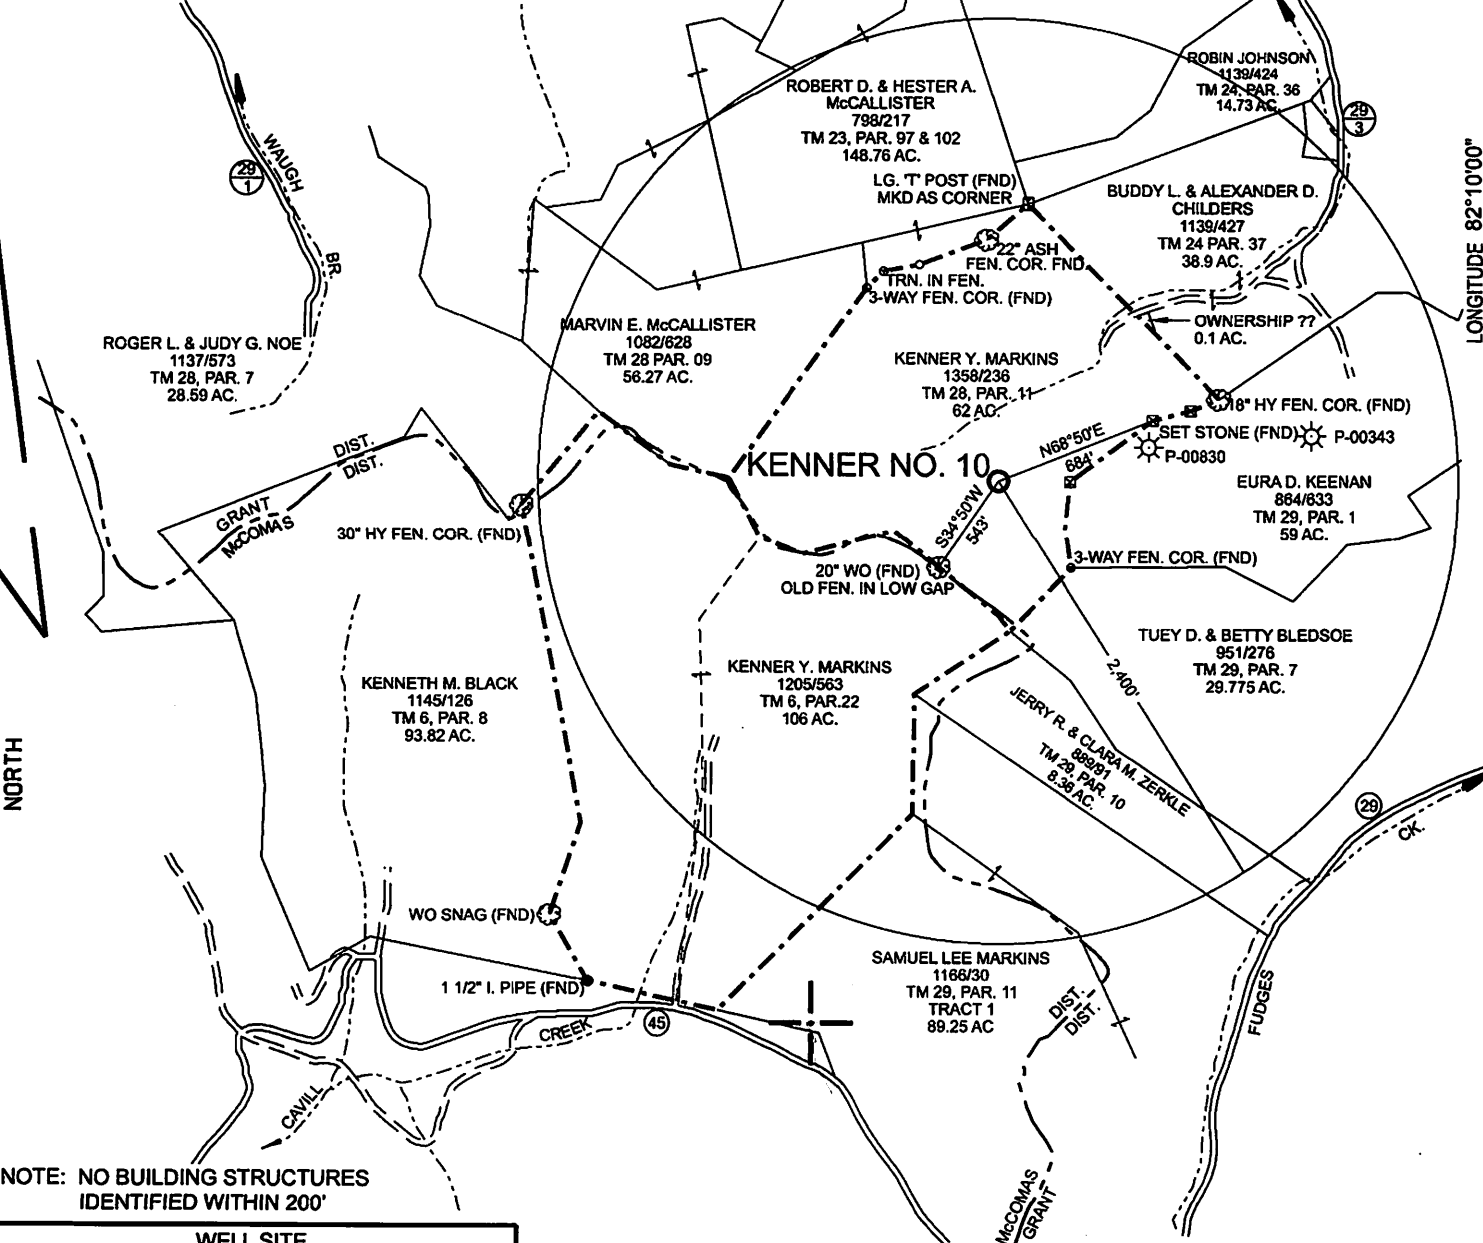 ROBIN JOHNSON
1139/424
TM 24, PAR. 36
14.73 AC.
ROBERT D. & HESTER A.
McCALLISTER
798/217
TM 23, PAR. 97 & 102
148.76 AC.
29
3
WAUGH
BR.
29
1
LG. 'T' POST (FND)
MKD AS CORNER
BUDDY L. & ALEXANDER D.
CHILDERS
1139/427
TM 24 PAR. 37
38.9 AC.
LONGITUDE 82°10'00"
22" ASH
FEN. COR. FND.
TRN. IN FEN.
3-WAY FEN. COR. (FND)
OWNERSHIP ??
0.1 AC.
ROGER L. & JUDY G. NOE
1137/573
TM 28, PAR. 7
28.59 AC.
MARVIN E. McCALLISTER
1082/628
TM 28 PAR. 09
56.27 AC.
KENNER Y. MARKINS
1358/236
TM 28, PAR. 11
62 AC.
18" HY FEN. COR. (FND)
SET STONE (FND)
P-00343
P-00830
N68°50'E
684'
KENNER NO. 10
S34°50'W
543'
EURA D. KEENAN
864/633
TM 29, PAR. 1
59 AC.
DIST.
DIST.
GRANT
McCOMAS
30" HY FEN. COR. (FND)
3-WAY FEN. COR. (FND)
20" WO (FND)
OLD FEN. IN LOW GAP
TUEY D. & BETTY BLEDSOE
951/276
TM 29, PAR. 7
29.775 AC.
2,400'
KENNER Y. MARKINS
1205/563
TM 6, PAR.22
106 AC.
KENNETH M. BLACK
1145/126
TM 6, PAR. 8
93.82 AC.
JERRY R. & CLARA M. ZERKLE
889/91
TM 29, PAR. 10
8.36 AC.
NORTH
29
CK.
FUDGES
WO SNAG (FND)
1 1/2" I. PIPE (FND)
SAMUEL LEE MARKINS
1166/30
TM 29, PAR. 11
TRACT 1
89.25 AC
DIST.
DIST.
45
CREEK
CAVILL
McCOMAS
GRANT
NOTE: NO BUILDING STRUCTURES
IDENTIFIED WITHIN 200'
WELL SITE